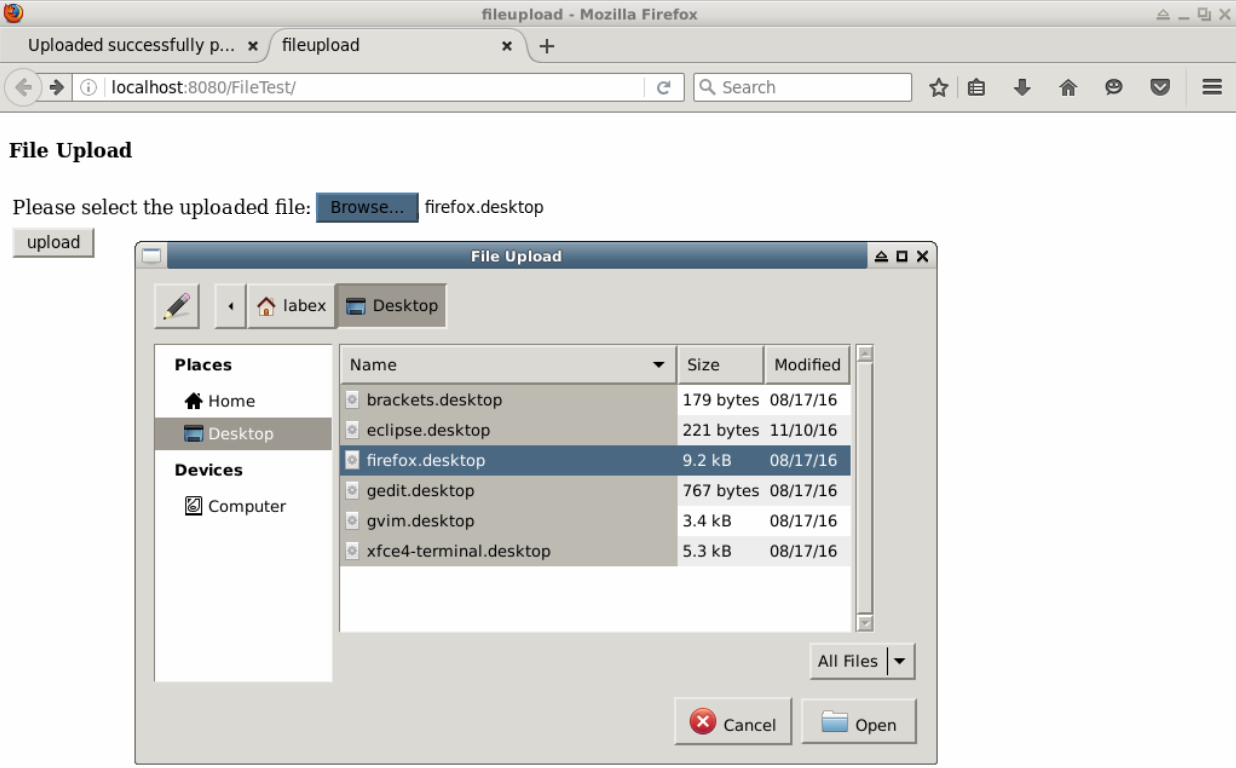 fileupload - Mozilla Firefox
Uploaded successfully p... × fileupload × +
localhost:8080/FileTest/ Search
File Upload
Please select the uploaded file: Browse... firefox.desktop
upload
File Upload
labex Desktop
Places
Home
Desktop
Devices
Computer
Name Size Modified
brackets.desktop 179 bytes 08/17/16
eclipse.desktop 221 bytes 11/10/16
firefox.desktop 9.2 kB 08/17/16
gedit.desktop 767 bytes 08/17/16
gvim.desktop 3.4 kB 08/17/16
xfce4-terminal.desktop 5.3 kB 08/17/16
All Files
Cancel Open